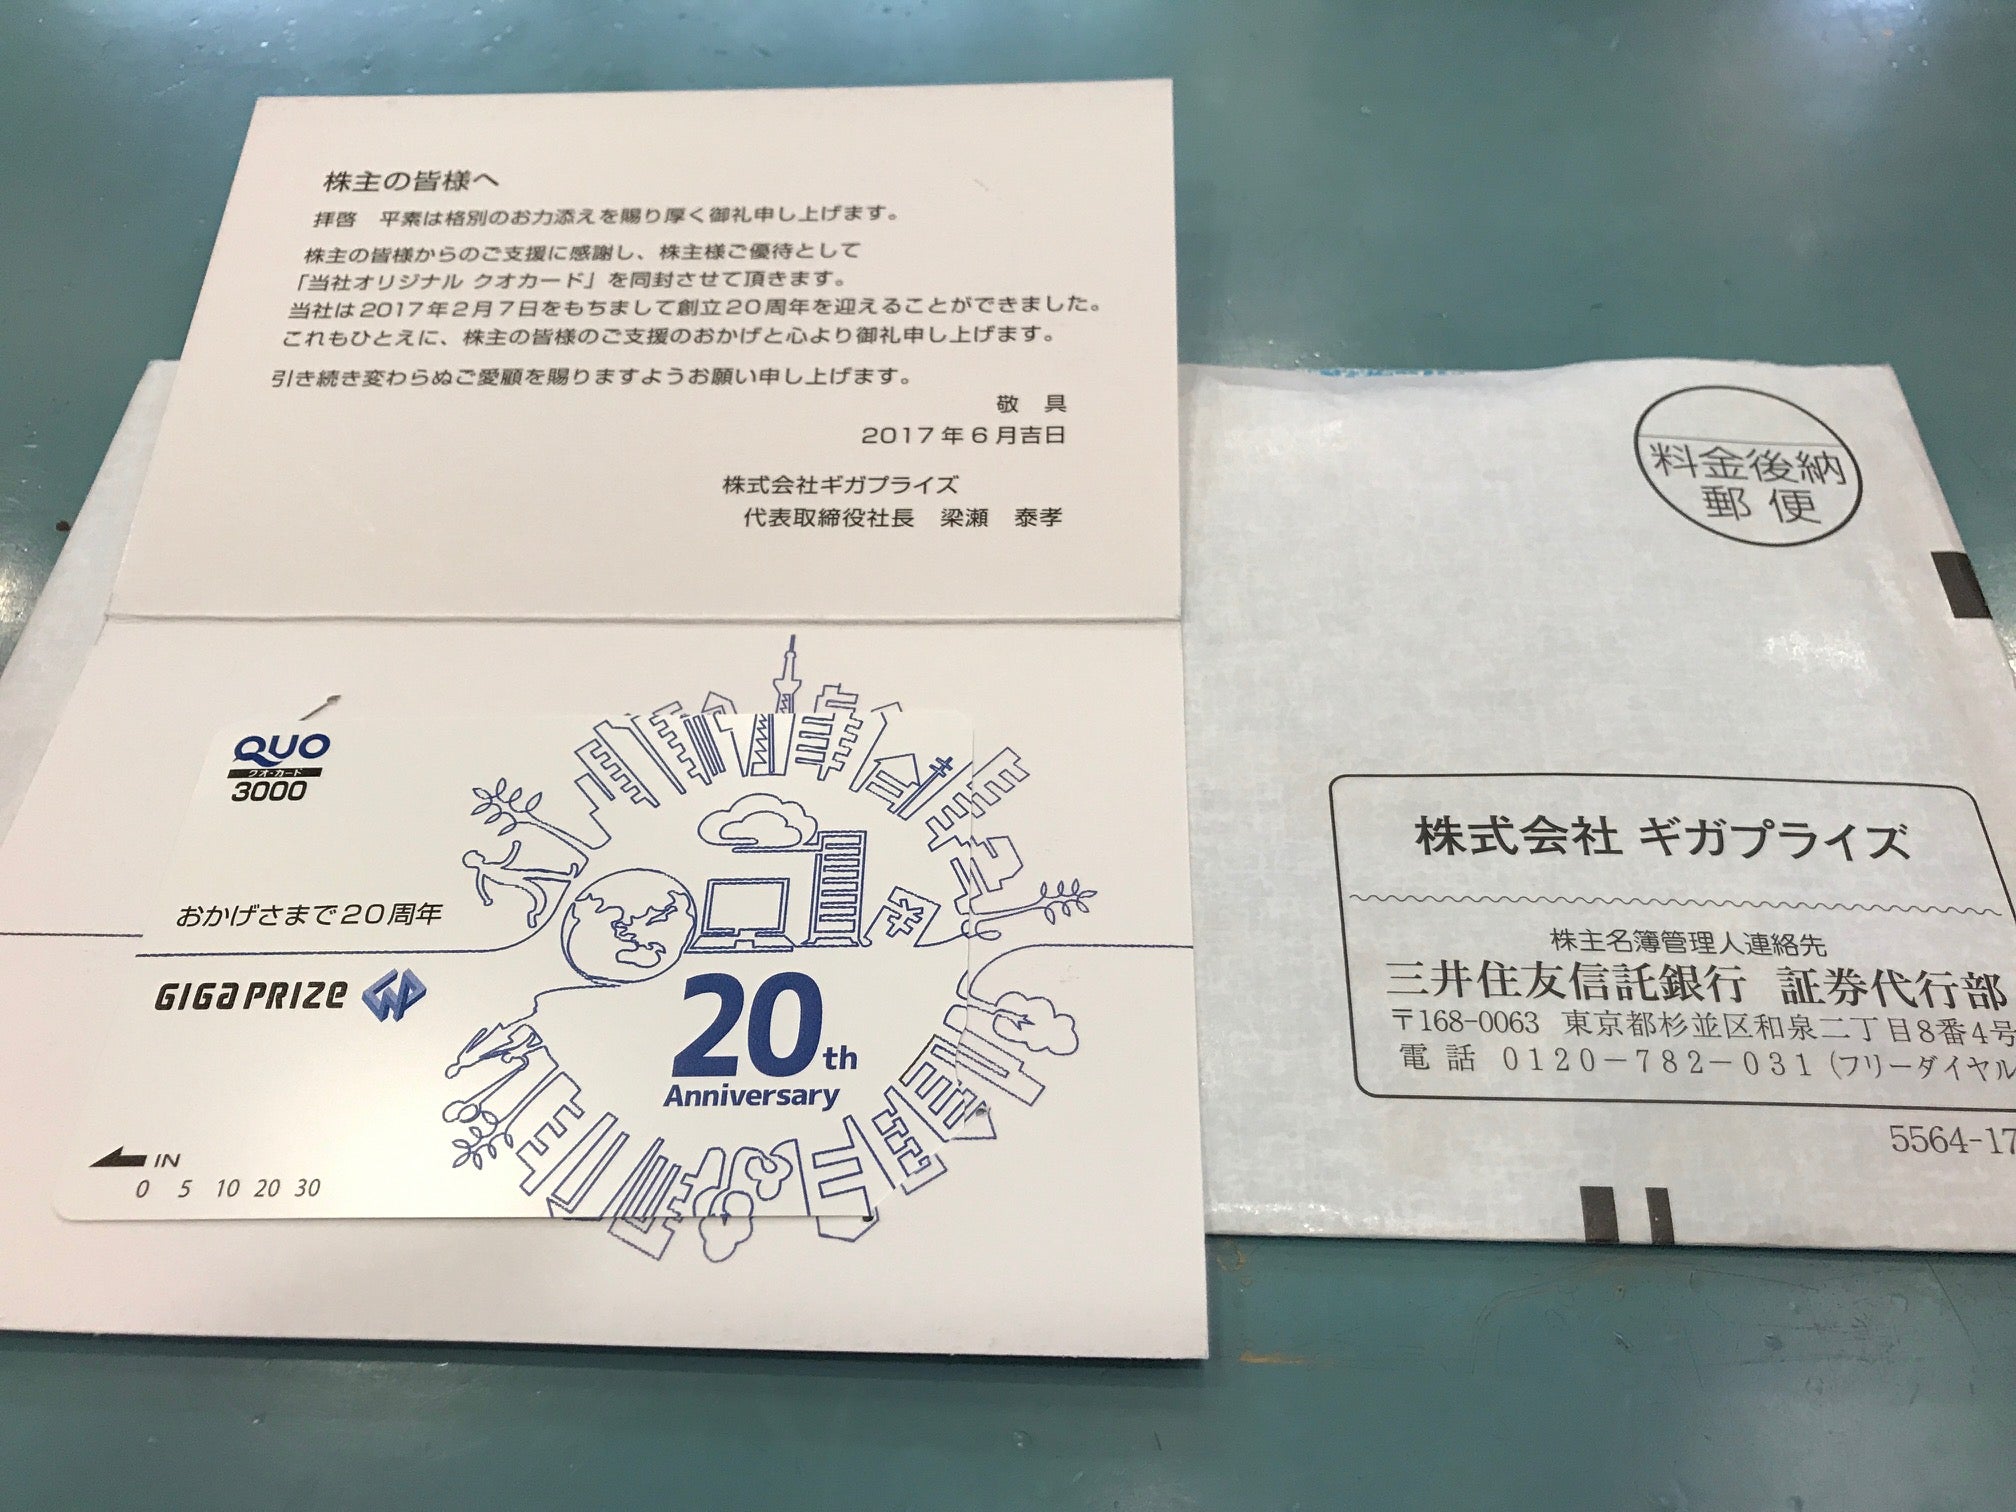 株主の皆様へ
拝啓　平素は格別のお力添えを賜り厚く御礼申し上げます。
株主の皆様からのご支援に感謝し、株主様ご優待として
「当社オリジナル クオカード」を同封させて頂きます。
当社は2017年2月7日をもちまして創立20周年を迎えることができました。
これもひとえに、株主の皆様のご支援のおかげと心より御礼申し上げます。
引き続き変わらぬご愛顧を賜りますようお願い申し上げます。
敬　具
2017年6月吉日
株式会社ギガプライズ
代表取締役社長　梁瀬　泰孝
QUO
クオ・カード
3000
おかげさまで20周年
GIGAPRIZE
20th
Anniversary
IN
0 5 10 20 30
料金後納
郵便
株式会社 ギガプライズ
株主名簿管理人連絡先
三井住友信託銀行 証券代行部
〒168-0063 東京都杉並区和泉二丁目8番4号
電話 0120－782－031（フリーダイヤル
5564-17